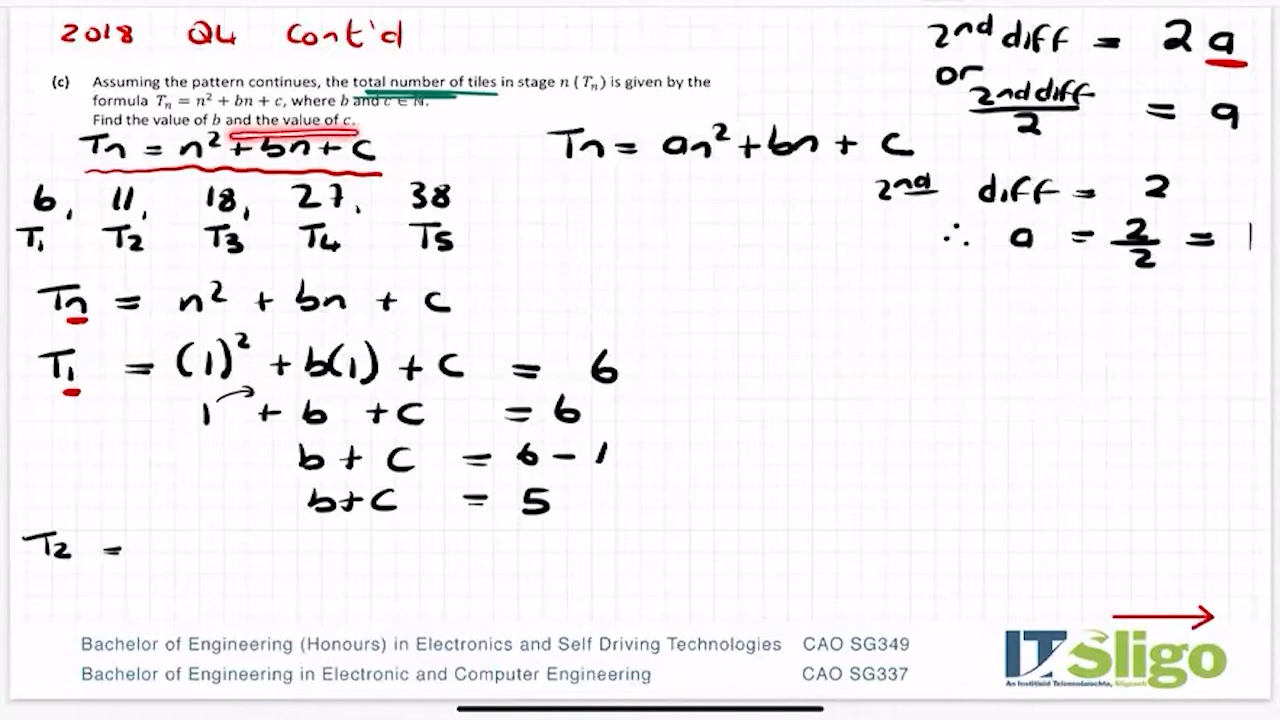 2018 Q4 Cont'd
(c) Assuming the pattern continues, the total number of tiles in stage n (Tₙ) is given by the
formula Tₙ = n² + bn + c, where b and c ∈ ℕ.
Find the value of b and the value of c.
Tn = n² + bn + c
6, 11, 18, 27, 38
T₁ T₂ T₃ T₄ T₅
Tn = n² + bn + c
T₁ = (1)² + b(1) + c = 6
1 + b + c = 6
b + c = 6 - 1
b + c = 5
T₂ =
Tn = an² + bn + c
2nd diff = 2a
or
2nd diff / 2 = a
2nd diff = 2
∴ a = 2/2 = 1
Bachelor of Engineering (Honours) in Electronics and Self Driving Technologies CAO SG349
Bachelor of Engineering in Electronic and Computer Engineering CAO SG337
IT Sligo
An Institiúid Teicneolaíochta, Sligeach